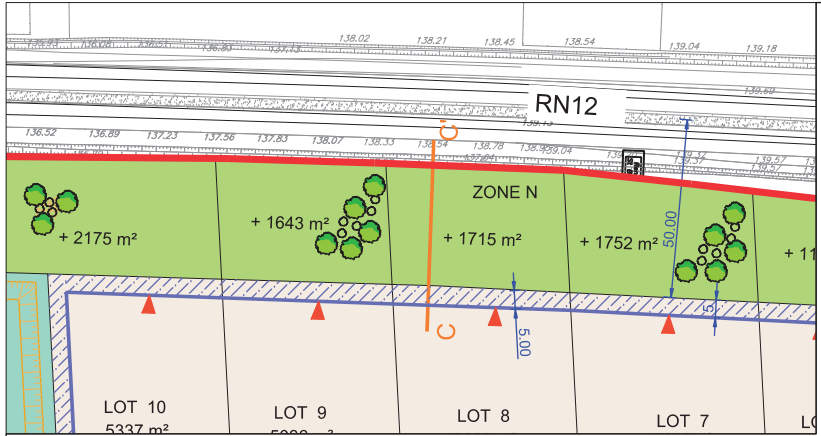 138.02
138.21
138.45
138.54
139.04
139.18
RN12
136.52
136.89
137.23
137.56
137.83
138.07
138.33
138.54
138.78
C'
ZONE N
+ 2175 m²
+ 1643 m²
+ 1715 m²
+ 1752 m²
50.00
5.00
5
C
LOT 10
5337 m²
LOT 9
LOT 8
LOT 7
139.57